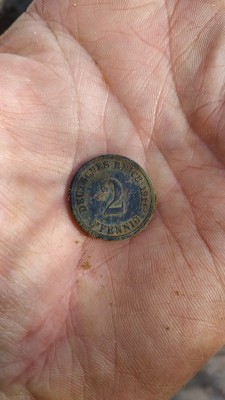 DEUTSCHES REICH
2
PFENNIG